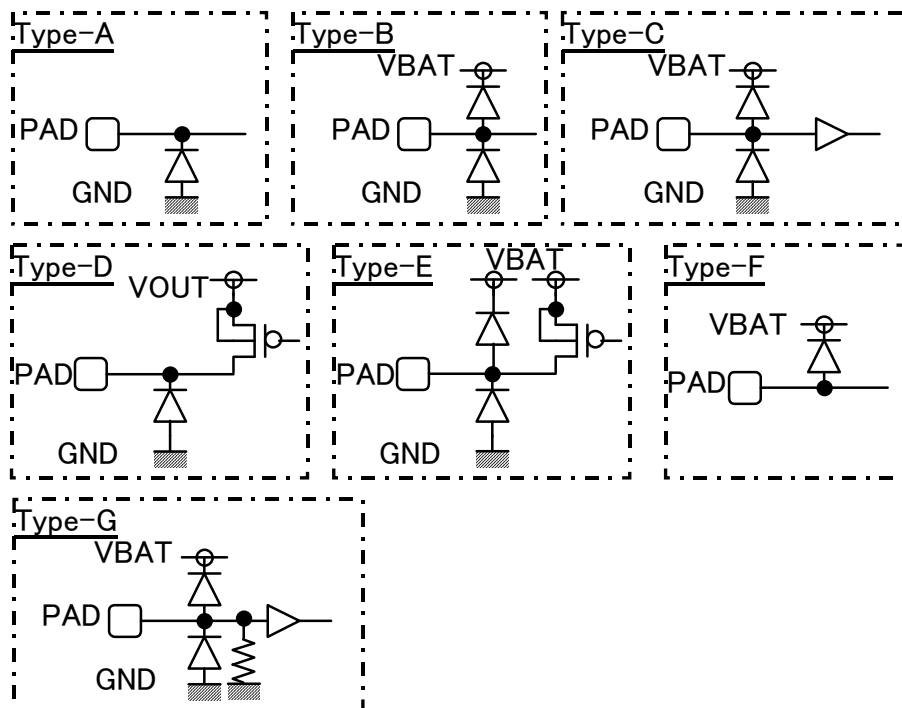 Type-A
PAD
GND
Type-B
VBAT
PAD
GND
Type-C
VBAT
PAD
GND
Type-D
VOUT
PAD
GND
Type-E
VBAT
PAD
GND
Type-F
VBAT
PAD
Type-G
VBAT
PAD
GND